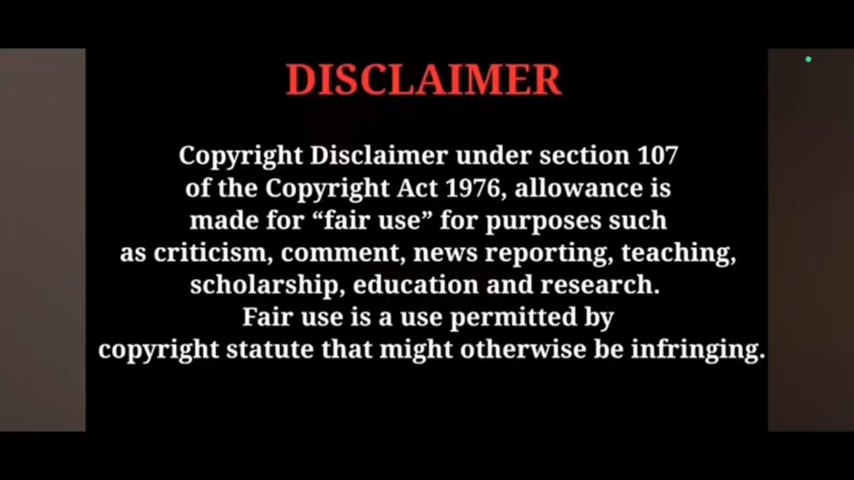 DISCLAIMER
Copyright Disclaimer under section 107
of the Copyright Act 1976, allowance is
made for “fair use” for purposes such
as criticism, comment, news reporting, teaching,
scholarship, education and research.
Fair use is a use permitted by
copyright statute that might otherwise be infringing.